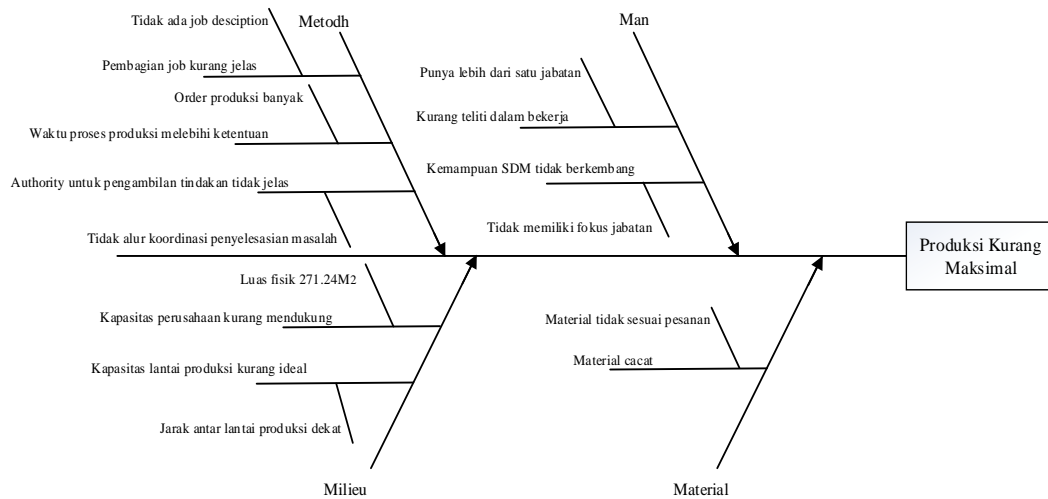 Tidak ada job desciption
Metodh
Pembagian job kurang jelas
Order produksi banyak
Waktu proses produksi melebihi ketentuan
Authority untuk pengambilan tindakan tidak jelas
Tidak alur koordinasi penyelesasian masalah
Man
Punya lebih dari satu jabatan
Kurang teliti dalam bekerja
Kemampuan SDM tidak berkembang
Tidak memiliki fokus jabatan
Produksi Kurang
Maksimal
Luas fisik 271.24M2
Kapasitas perusahaan kurang mendukung
Kapasitas lantai produksi kurang ideal
Jarak antar lantai produksi dekat
Milieu
Material tidak sesuai pesanan
Material cacat
Material